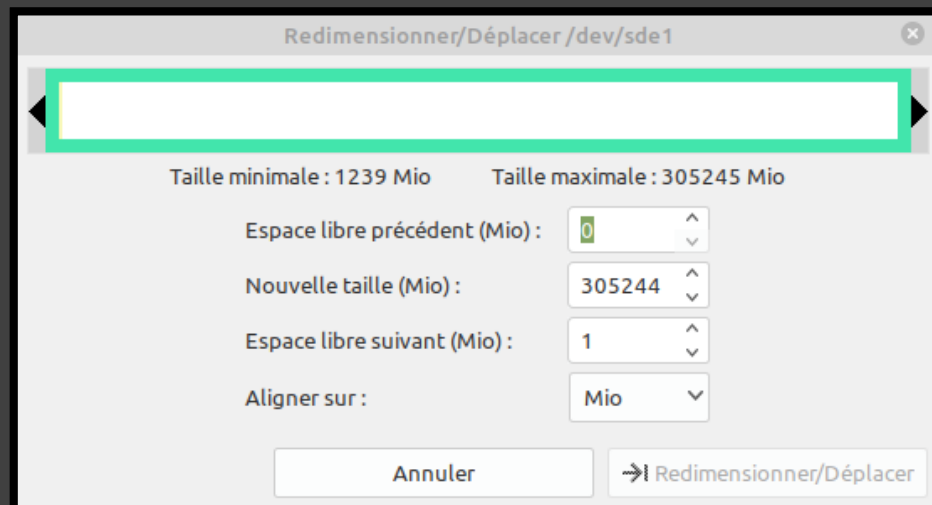 Redimensionner/Déplacer /dev/sde1
Taille minimale : 1239 Mio Taille maximale : 305245 Mio
Espace libre précédent (Mio) : 0
Nouvelle taille (Mio) : 305244
Espace libre suivant (Mio) : 1
Aligner sur : Mio
Annuler Redimensionner/Déplacer